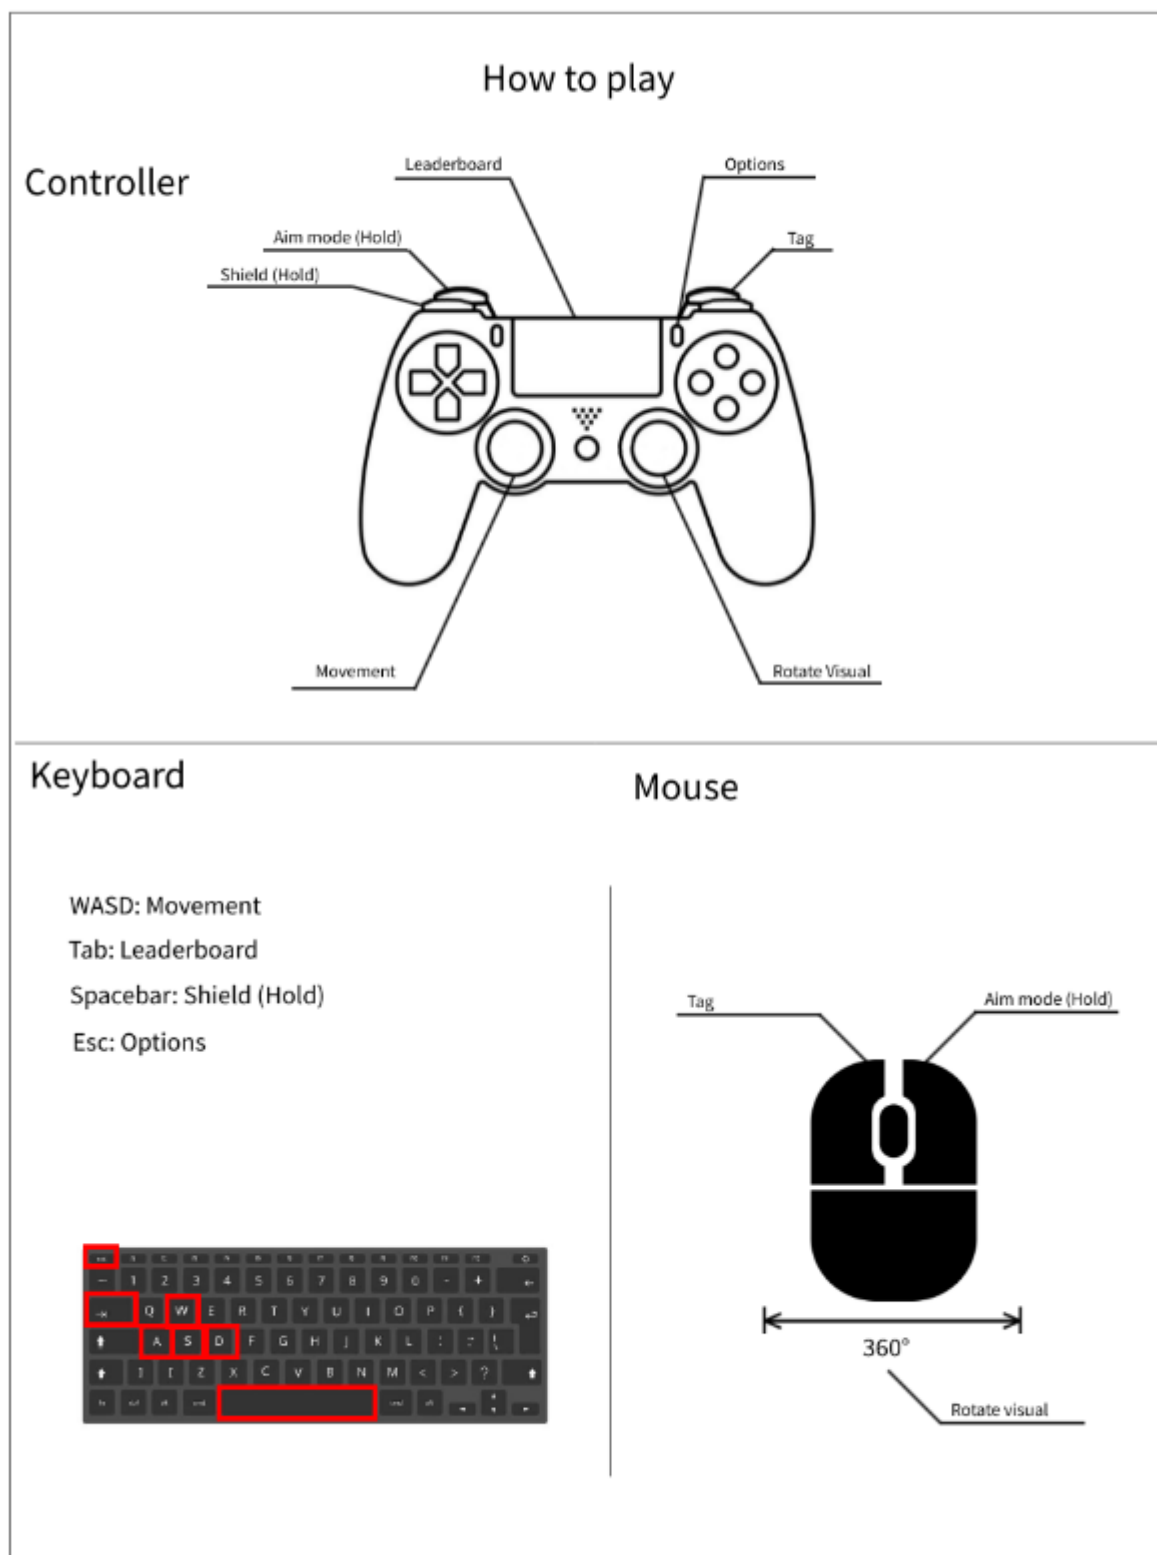 How to play
Controller
Leaderboard
Options
Aim mode (Hold)
Tag
Shield (Hold)
Movement
Rotate Visual
Keyboard
Mouse
WASD: Movement
Tab: Leaderboard
Spacebar: Shield (Hold)
Esc: Options
Tag
Aim mode (Hold)
1 2 3 4 5 6 7 8 9 0 - +
Q W E R T Y U I O P { }
A S D F G H J K L
Z X C V B N M < > ?
360°
Rotate visual